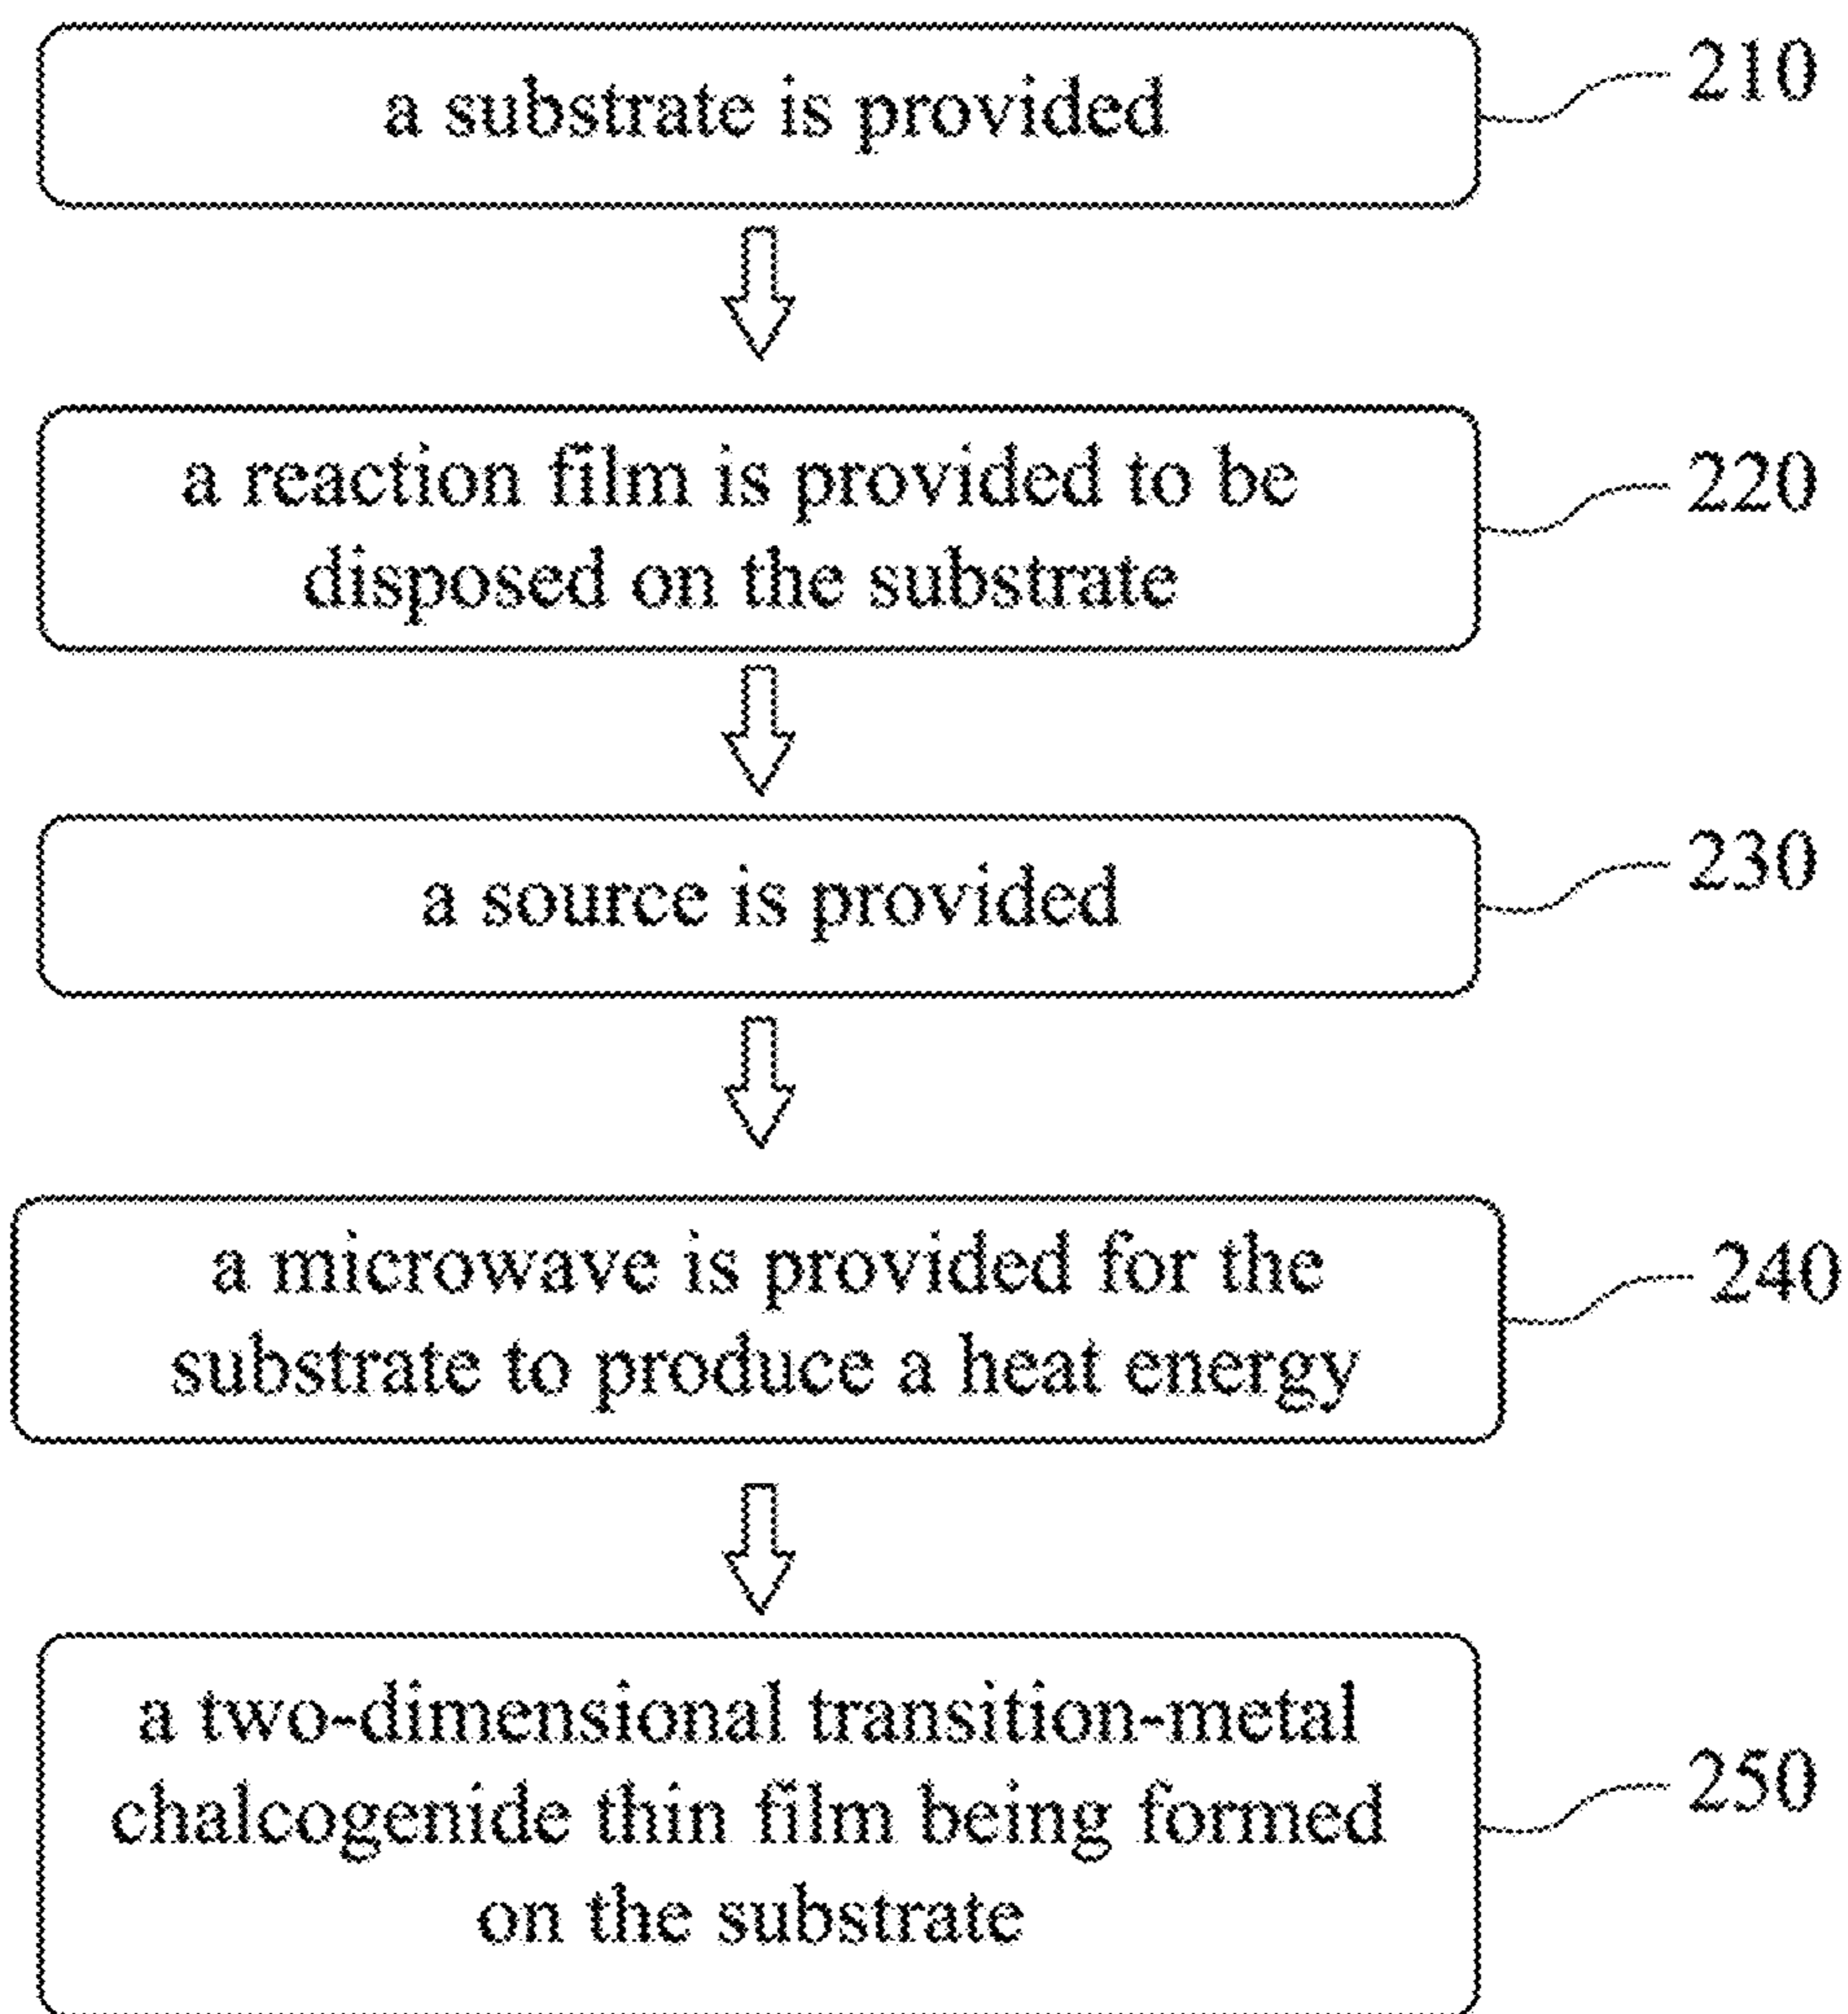 a substrate is provided
210
a reaction film is provided to be
disposed on the substrate
220
a source is provided
230
a microwave is provided for the
substrate to produce a heat energy
240
a two-dimensional transition-metal
chalcogenide thin film being formed
on the substrate
250